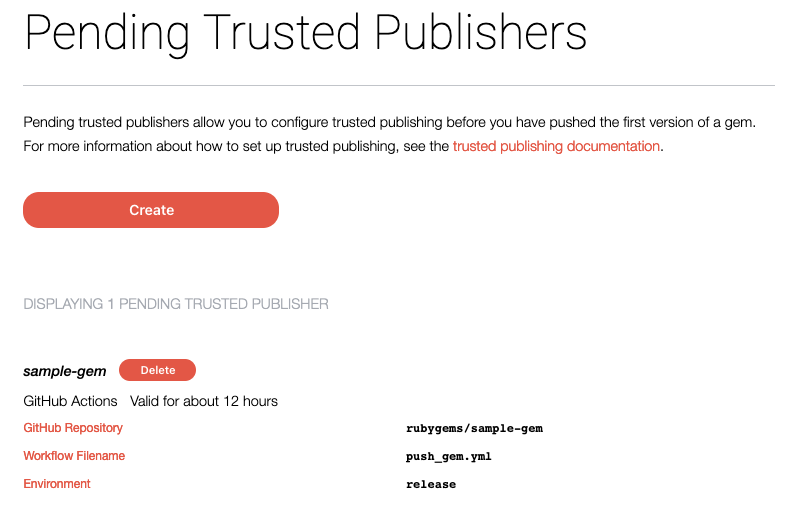 Pending Trusted Publishers
Pending trusted publishers allow you to configure trusted publishing before you have pushed the first version of a gem.
For more information about how to set up trusted publishing, see the trusted publishing documentation.
Create
DISPLAYING 1 PENDING TRUSTED PUBLISHER
sample-gem Delete
GitHub Actions Valid for about 12 hours
GitHub Repository rubygems/sample-gem
Workflow Filename push_gem.yml
Environment release